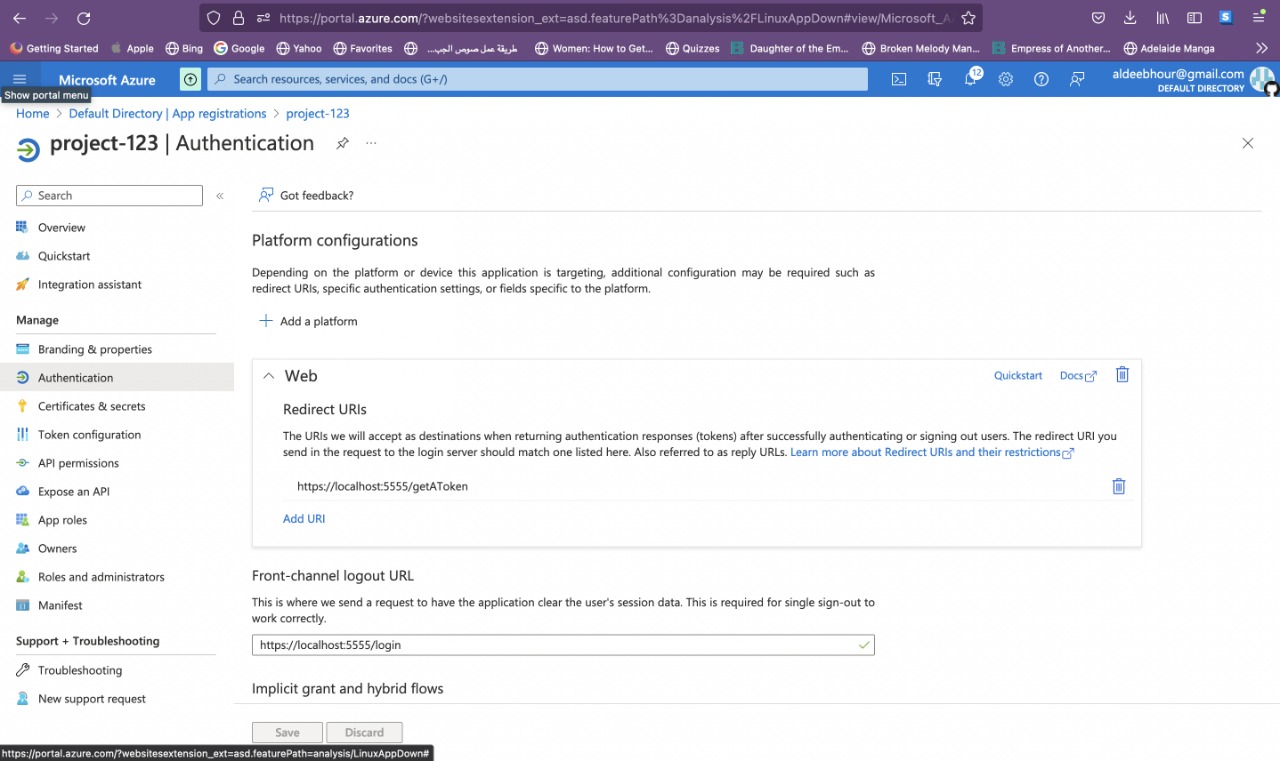 https://portal.azure.com/?websitesextension_ext=asd.featurePath%3Danalysis%2FLinuxAppDown#view/Microsoft_A
Getting Started Apple Bing Google Yahoo Favorites طريقة عمل صوص الجب... Women: How to Get... Quizzes Daughter of the Em... Broken Melody Man... Empress of Another... Adelaide Manga
Microsoft Azure Search resources, services, and docs (G+/) 12 aldeebhour@gmail.com
DEFAULT DIRECTORY
Show portal menu
Home > Default Directory | App registrations > project-123
project-123 | Authentication ...
Search «
Got feedback?
Overview
Quickstart
Integration assistant
Manage
Branding & properties
Authentication
Certificates & secrets
Token configuration
API permissions
Expose an API
App roles
Owners
Roles and administrators
Manifest
Support + Troubleshooting
Troubleshooting
New support request
Platform configurations
Depending on the platform or device this application is targeting, additional configuration may be required such as
redirect URIs, specific authentication settings, or fields specific to the platform.
Add a platform
Web Quickstart Docs
Redirect URIs
The URIs we will accept as destinations when returning authentication responses (tokens) after successfully authenticating or signing out users. The redirect URI you
send in the request to the login server should match one listed here. Also referred to as reply URLs. Learn more about Redirect URIs and their restrictions
https://localhost:5555/getAToken
Add URI
Front-channel logout URL
This is where we send a request to have the application clear the user's session data. This is required for single sign-out to
work correctly.
https://localhost:5555/login
Implicit grant and hybrid flows
Save Discard
https://portal.azure.com/?websitesextension_ext=asd.featurePath=analysis/LinuxAppDown#